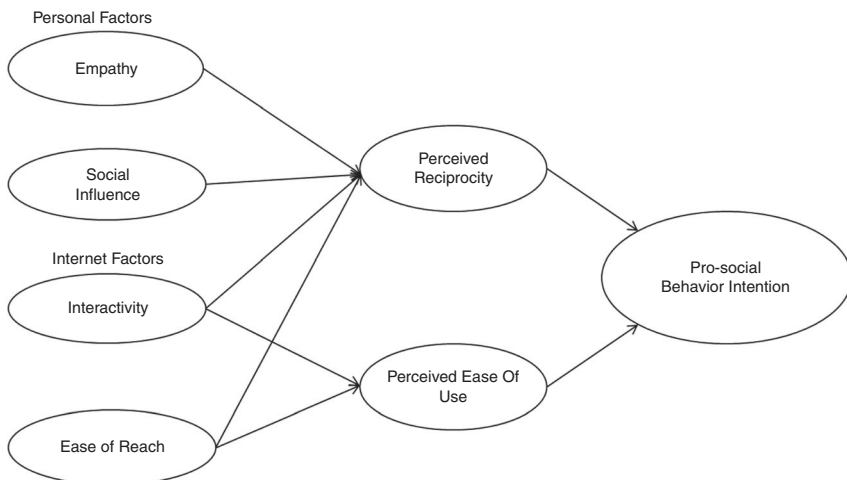 Personal Factors
Empathy
Social
Influence
Internet Factors
Interactivity
Ease of Reach
Perceived
Reciprocity
Perceived Ease Of
Use
Pro-social
Behavior Intention